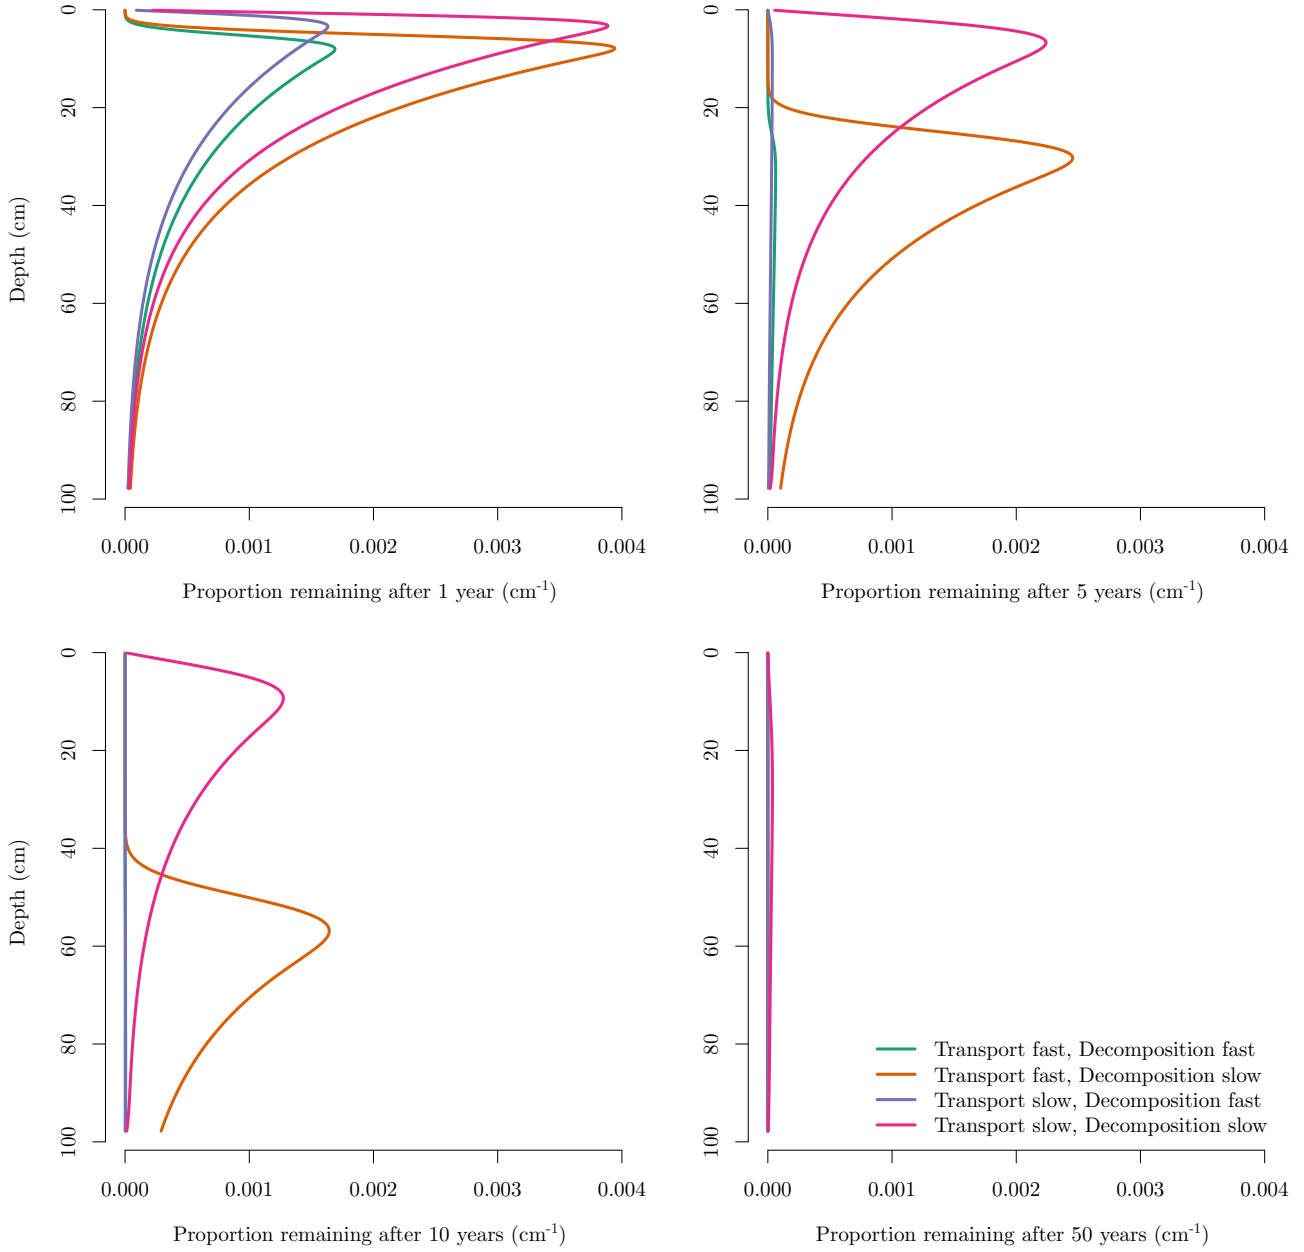 0
20
40
60
80
100
Depth (cm)
0.000 0.001 0.002 0.003 0.004
Proportion remaining after 1 year (cm-1)
0
20
40
60
80
100
0.000 0.001 0.002 0.003 0.004
Proportion remaining after 5 years (cm-1)
0
20
40
60
80
100
Depth (cm)
0.000 0.001 0.002 0.003 0.004
Proportion remaining after 10 years (cm-1)
0
20
40
60
80
100
Transport fast, Decomposition fast
Transport fast, Decomposition slow
Transport slow, Decomposition fast
Transport slow, Decomposition slow
0.000 0.001 0.002 0.003 0.004
Proportion remaining after 50 years (cm-1)